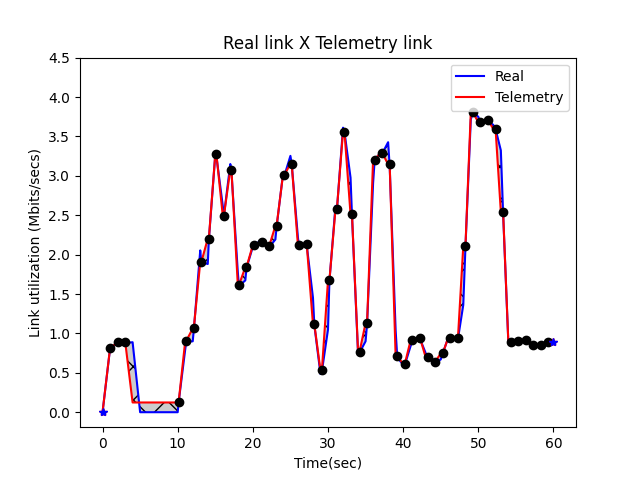 Real link X Telemetry link
Real
Telemetry
Link utilization (Mbits/secs)
4.5
4.0
3.5
3.0
2.5
2.0
1.5
1.0
0.5
0.0
0 10 20 30 40 50 60
Time(sec)